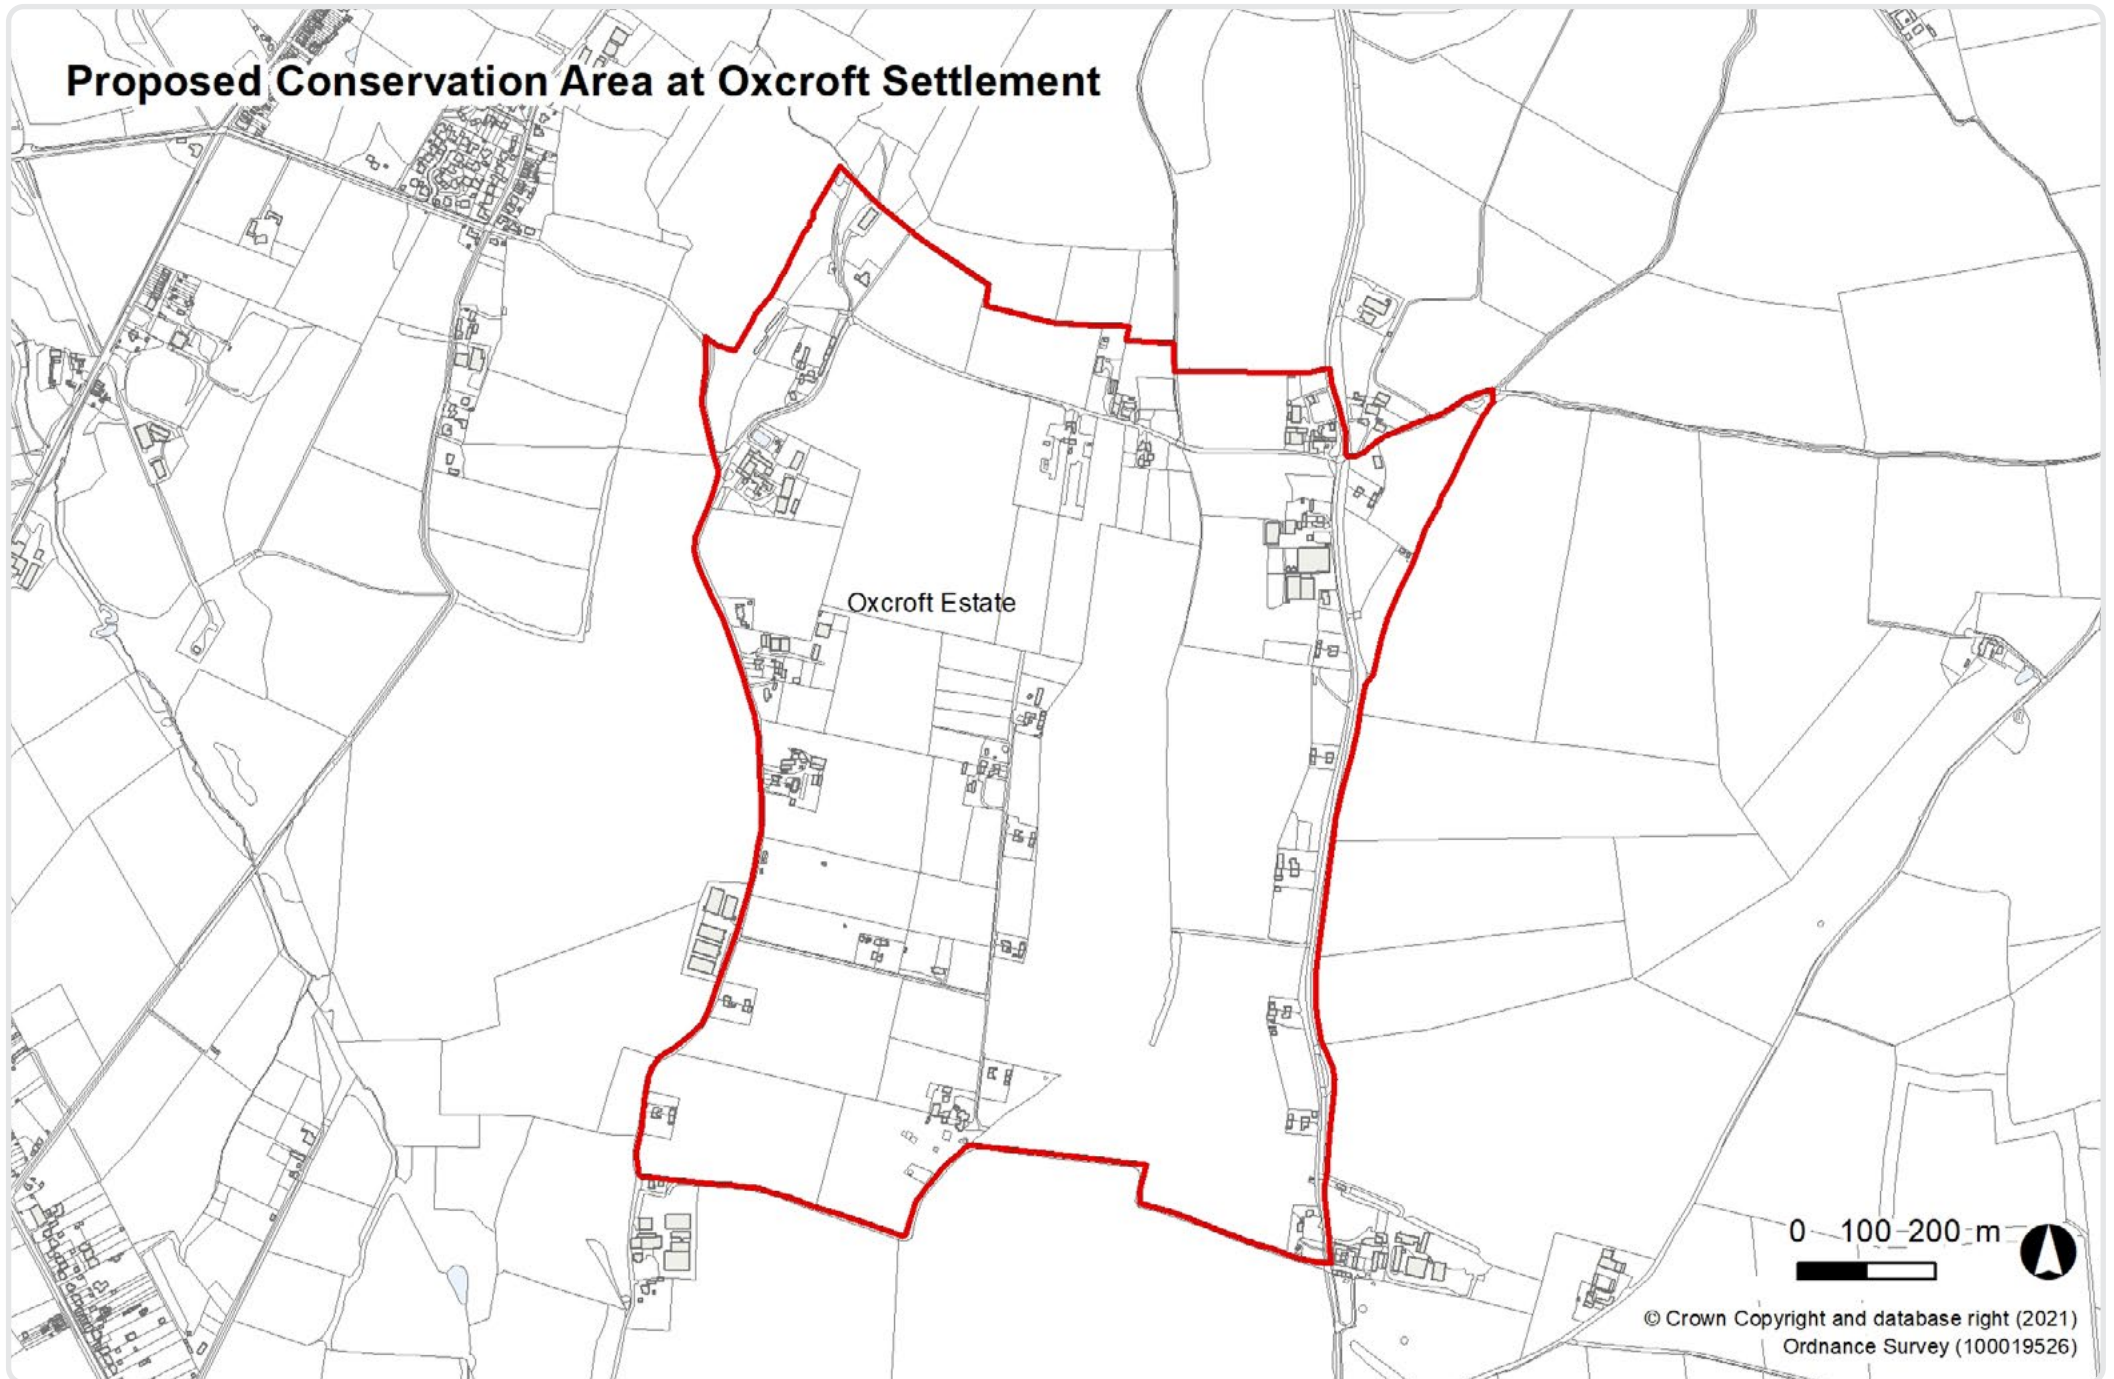 Proposed Conservation Area at Oxcroft Settlement
Oxcroft Estate
0 100 200 m
© Crown Copyright and database right (2021)
Ordnance Survey (100019526)